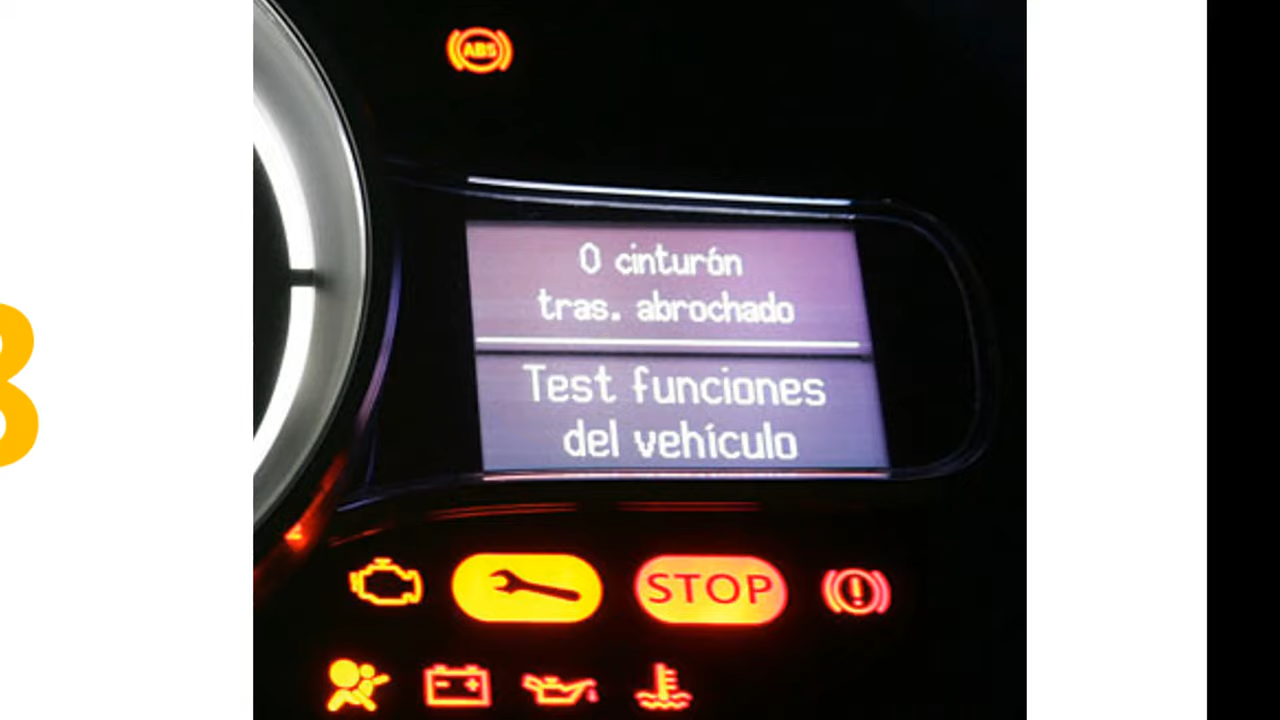 ABS
0 cinturón
tras. abrochado
Test funciones
del vehículo
STOP